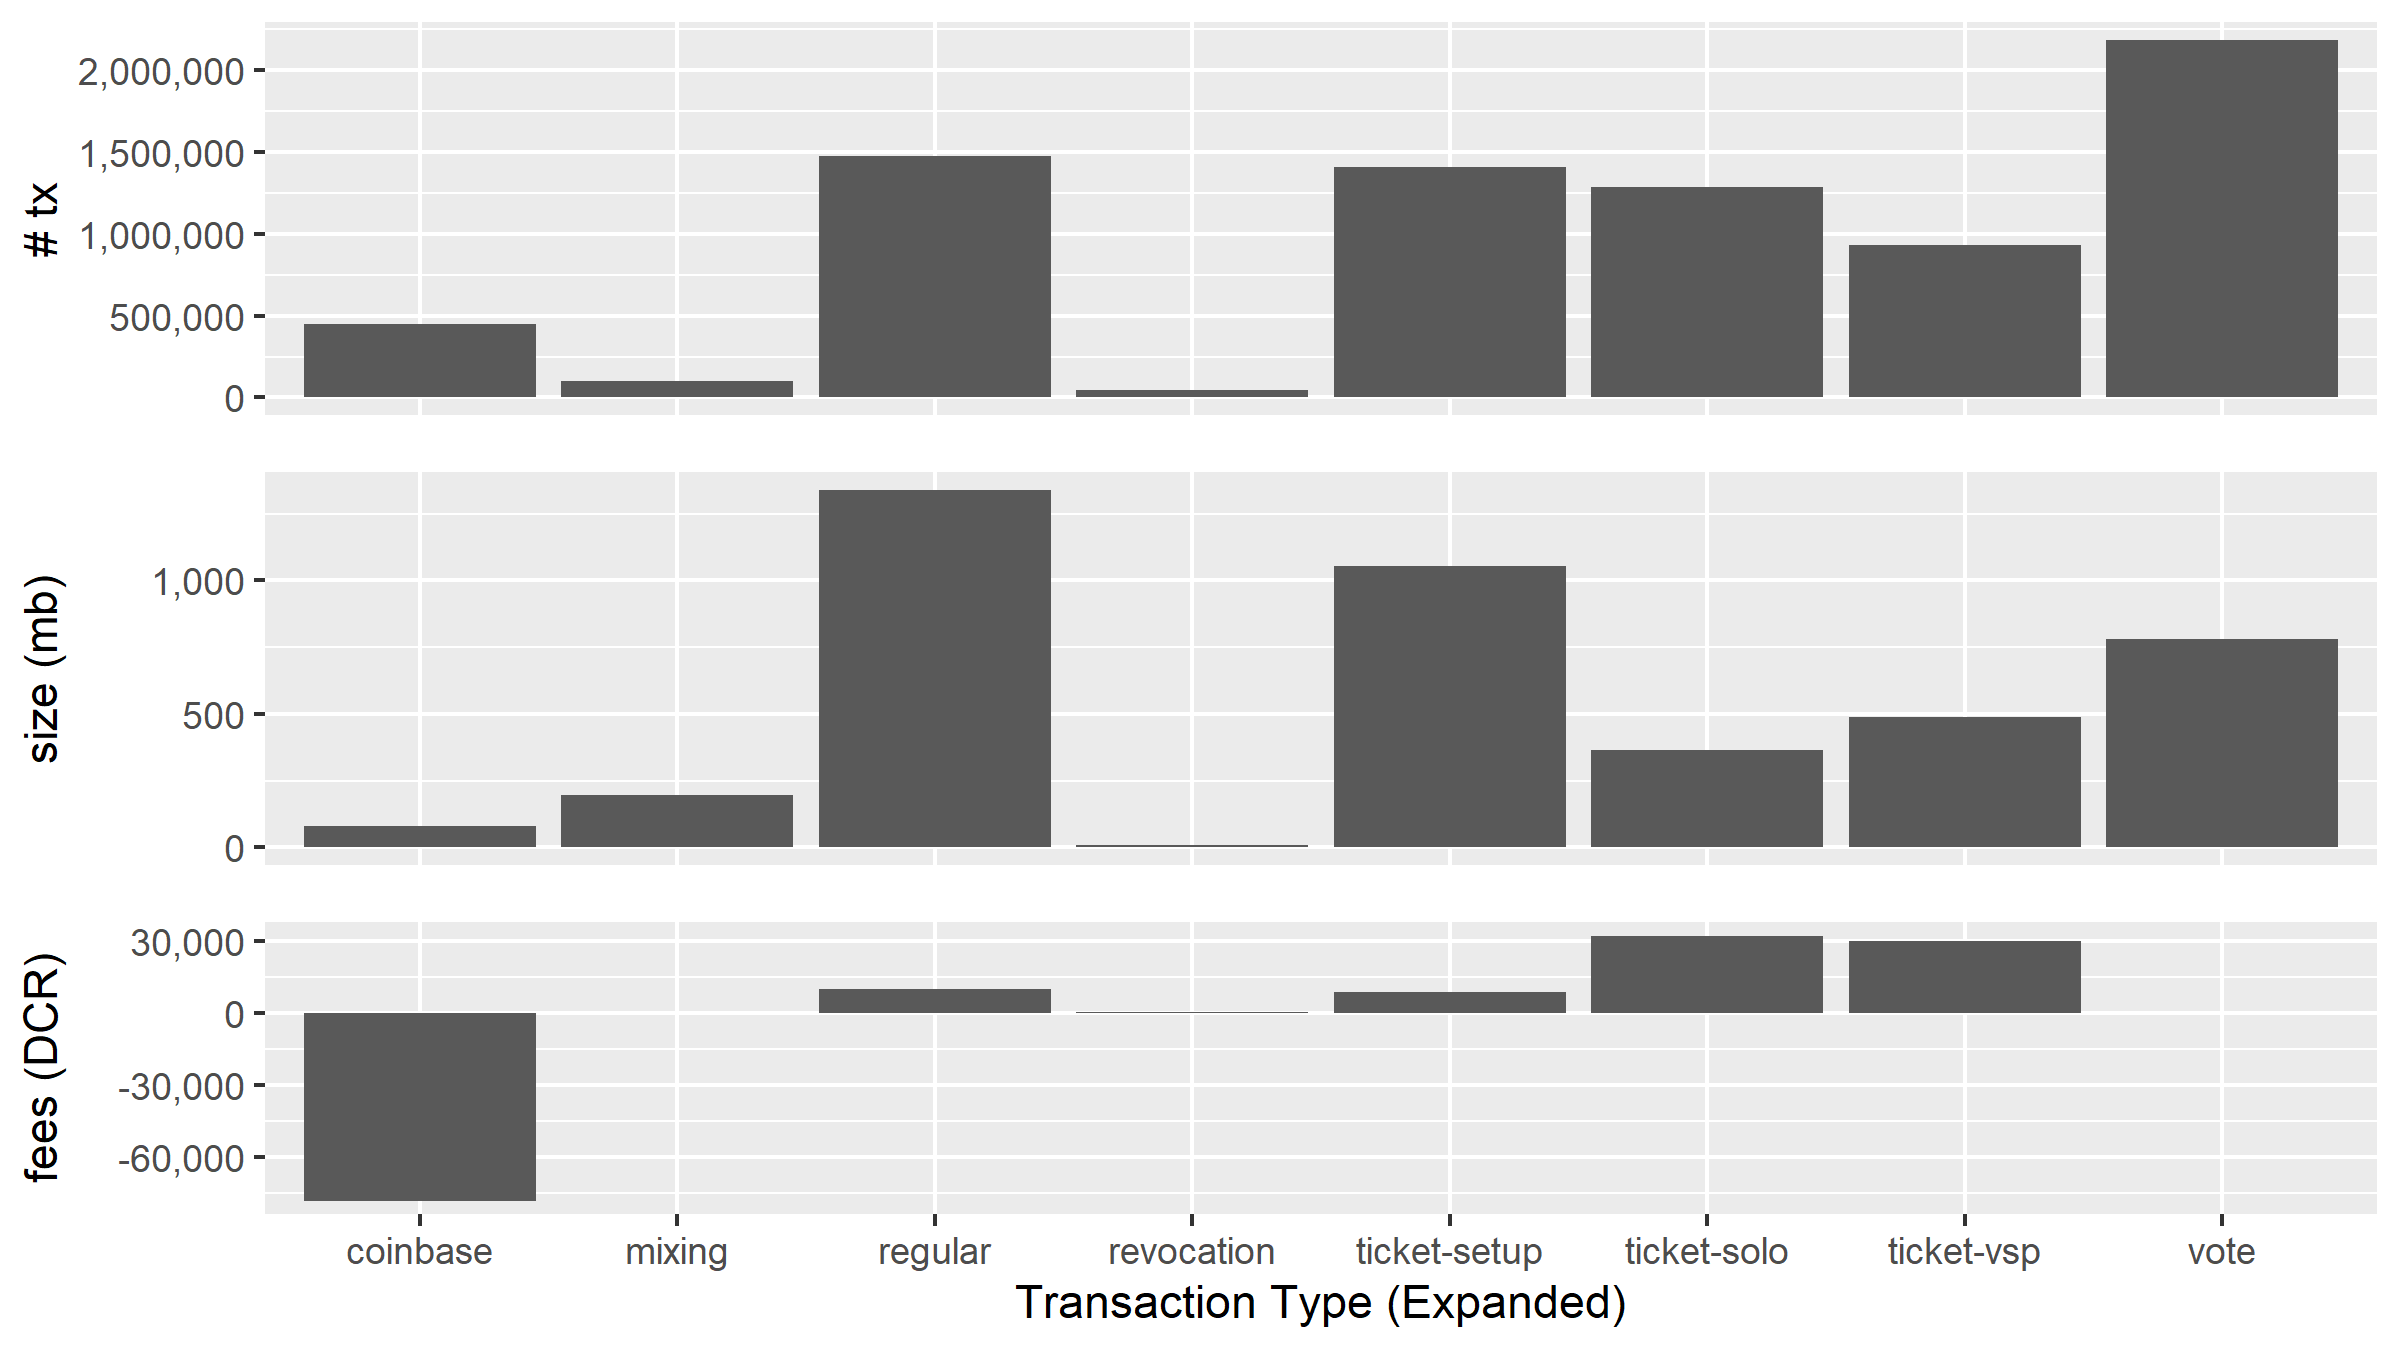 # tx
2,000,000
1,500,000
1,000,000
500,000
0
size (mb)
1,000
500
0
fees (DCR)
30,000
0
-30,000
-60,000
coinbase mixing regular revocation ticket-setup ticket-solo ticket-vsp vote
Transaction Type (Expanded)